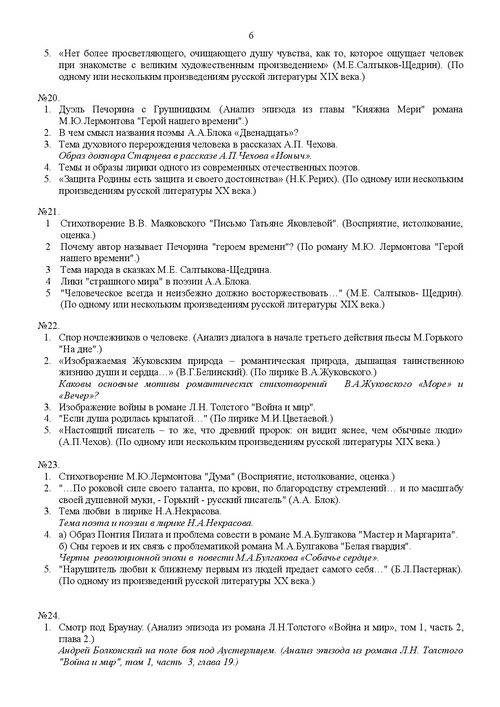 6
5. «Нет более просветляющего, очищающего душу чувства, как то, которое ощущает человек
при знакомстве с великим художественным произведением» (М.Е.Салтыков-Щедрин). (По
одному или нескольким произведениям русской литературы XIX века.)
№20.
1. Дуэль Печорина с Грушницким. (Анализ эпизода из главы "Княжна Мери" романа
М.Ю.Лермонтова "Герой нашего времени".)
2. В чем смысл названия поэмы А.А.Блока «Двенадцать»?
3. Тема духовного перерождения человека в рассказах А.П. Чехова.
Образ доктора Старцева в рассказе А.П.Чехова «Ионыч».
4. Темы и образы лирики одного из современных отечественных поэтов.
5. «Защита Родины есть защита и своего достоинства» (Н.К.Рерих). (По одному или нескольким
произведениям русской литературы XX века.)
№21.
1 Стихотворение В.В. Маяковского "Письмо Татьяне Яковлевой". (Восприятие, истолкование,
оценка.)
2 Почему автор называет Печорина "героем времени"? (По роману М.Ю. Лермонтова "Герой
нашего времени".)
3 Тема народа в сказках М.Е. Салтыкова-Щедрина.
4 Лики "страшного мира" в поэзии А.А.Блока.
5 "Человеческое всегда и неизбежно должно восторжествовать…" (М.Е. Салтыков- Щедрин).
(По одному или нескольким произведениям русской литературы XIX века.)
№22.
1. Спор ночлежников о человеке. (Анализ диалога в начале третьего действия пьесы М.Горького
"На дне".)
2. «Изображаемая Жуковским природа – романтическая природа, дышащая таинственною
жизнию души и сердца…» (В.Г.Белинский). (По лирике В.А.Жуковского.)
Каковы основные мотивы романтических стихотворений В.А.Жуковского «Море» и
«Вечер»?
3. Изображение войны в романе Л.Н. Толстого "Война и мир".
4. "Если душа родилась крылатой…" (По лирике М.И.Цветаевой.)
5. «Настоящий писатель – то же, что древний пророк: он видит яснее, чем обычные люди»
(А.П.Чехов). (По одному или нескольким произведениям русской литературы XIX века.)
№23.
1. Стихотворение М.Ю.Лермонтова "Дума" (Восприятие, истолкование, оценка.)
2. "…По роковой силе своего таланта, по крови, по благородству стремлений… и по масштабу
своей душевной муки, - Горький - русский писатель" (А.А. Блок).
3. Тема любви в лирике Н.А.Некрасова.
Тема поэта и поэзии в лирике Н.А.Некрасова.
4. а) Образ Понтия Пилата и проблема совести в романе М.А.Булгакова "Мастер и Маргарита".
б) Сны героев и их связь с проблематикой романа М.А.Булгакова "Белая гвардия".
Черты революционной эпохи в повести М.А.Булгакова «Собачье сердце».
5. "Нарушитель любви к ближнему первым из людей предает самого себя…" (Б.Л.Пастернак).
(По одному из произведений русской литературы XX века.)
№24.
1. Смотр под Браунау. (Анализ эпизода из романа Л.Н.Толстого «Война и мир», том 1, часть 2,
глава 2.)
Андрей Болконский на поле боя под Аустерлицем. (Анализ эпизода из романа Л.Н. Толстого
"Война и мир", том 1, часть 3, глава 19.)